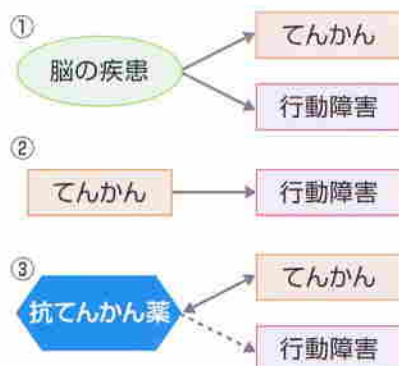 ①
てんかん
脳の疾患
行動障害
②
てんかん
行動障害
③
てんかん
抗てんかん薬
行動障害